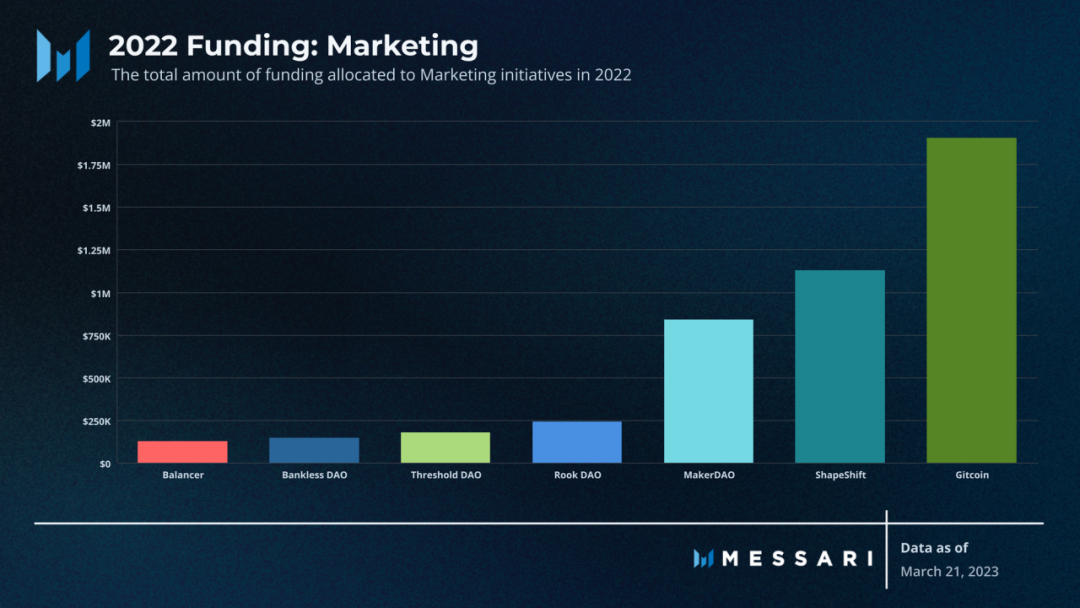 2022 Funding: Marketing
The total amount of funding allocated to Marketing initiatives in 2022
$2M
$1.75M
$1.5M
$1.25M
$1M
$750K
$500K
$250K
$0
Balancer Bankless DAO Threshold DAO Rook DAO MakerDAO ShapeShift Gitcoin
MESSARI
Data as of
March 21, 2023